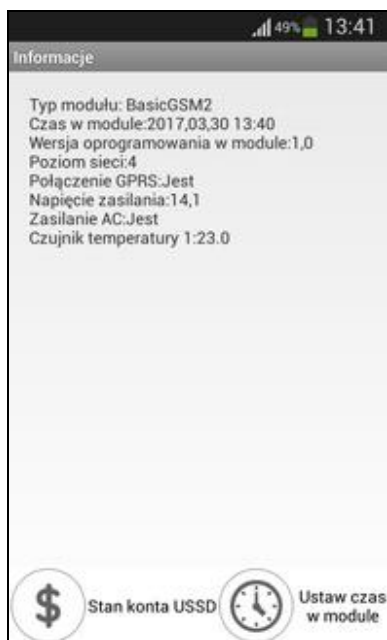 49% 13:41
Informacje
Typ modułu: BasicGSM2
Czas w module:2017,03,30 13:40
Wersja oprogramowania w module:1,0
Poziom sieci:4
Połączenie GPRS:Jest
Napięcie zasilania:14,1
Zasilanie AC:Jest
Czujnik temperatury 1:23.0
$ Stan konta USSD
Ustaw czas
w module